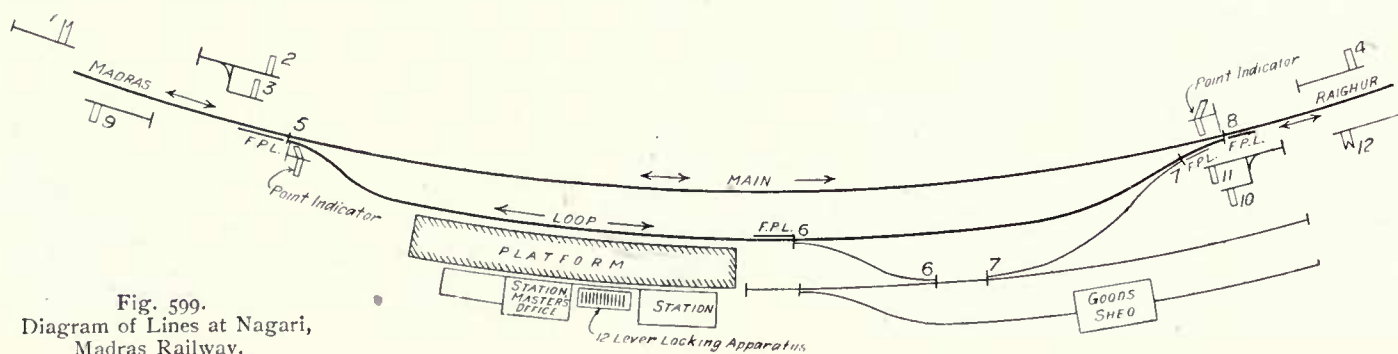 1
2
3
4
MADRAS
Point Indicator
RAIGHUR
9
5
8
F.P.L.
F.P.L.
12
7
F.P.L.
11
10
Point Indicator
MAIN
LOOP
F.P.L. 6
PLATFORM
6
7
STATION
MASTER'S
OFFICE
STATION
GOODS
SHED
12 Lever Locking Apparatus
Fig. 599.
Diagram of Lines at Nagari,
Madras Railway.